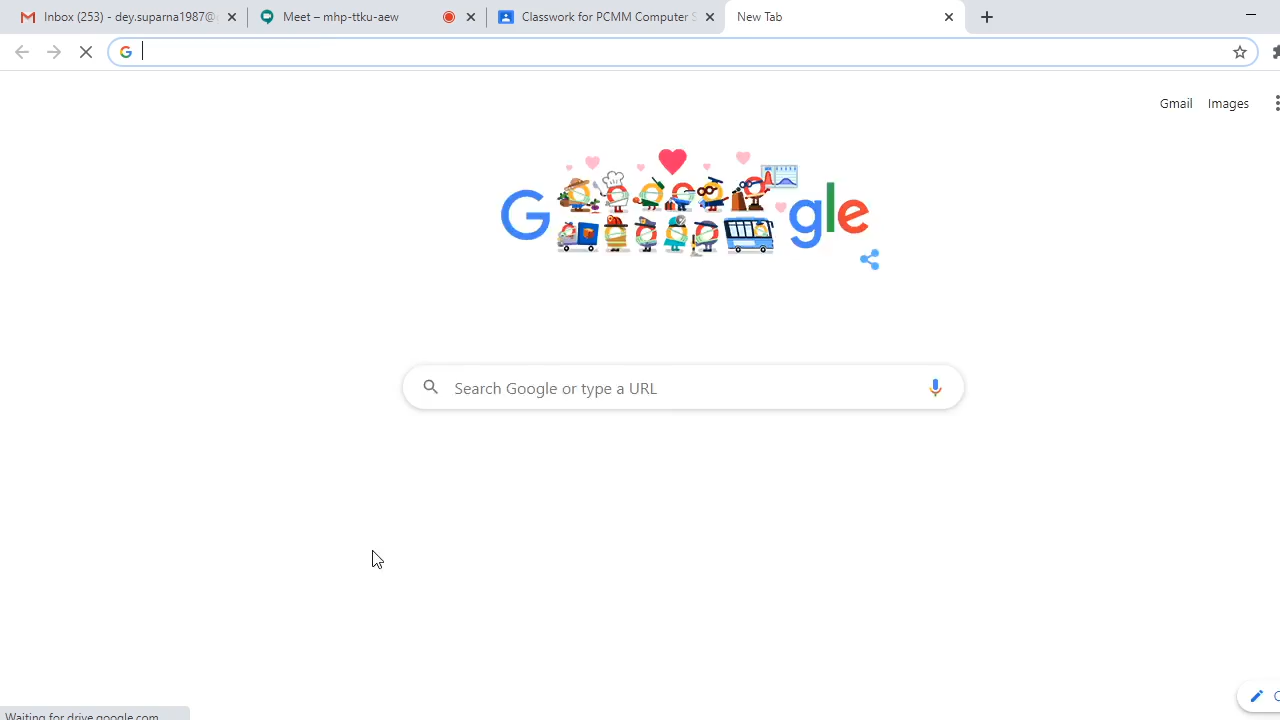 Inbox (253) - dey.suparna1987@
Meet – mhp-ttku-aew
Classwork for PCMM Computer S
New Tab
Gmail
Images
Search Google or type a URL
Waiting for drive.google.com